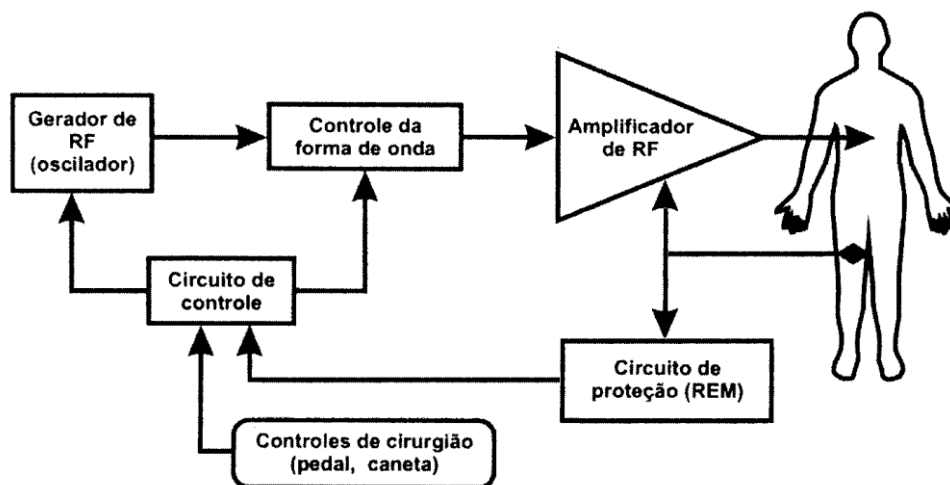 Gerador de
RF
(oscilador)
Controle da
forma de onda
Amplificador
de RF
Circuito de
controle
Circuito de
proteção (REM)
Controles de cirurgião
(pedal, caneta)